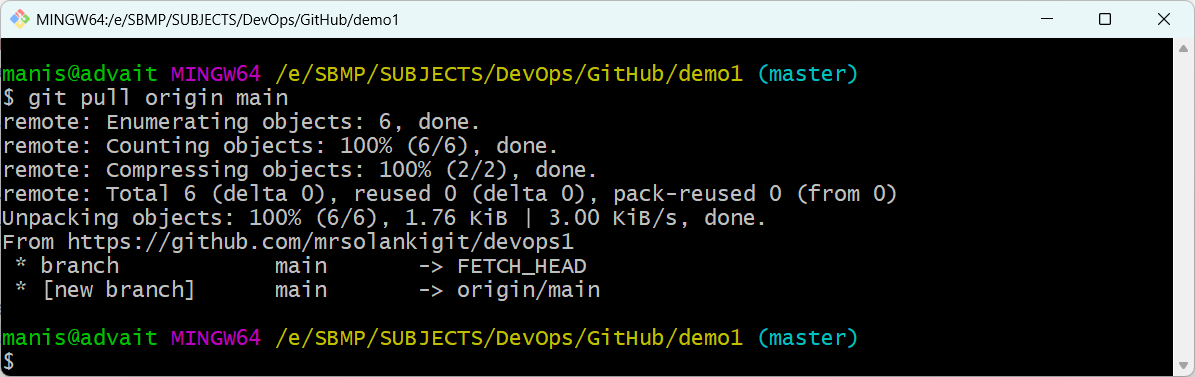 MINGW64:/e/SBMP/SUBJECTS/DevOps/GitHub/demo1
manis@advait MINGW64 /e/SBMP/SUBJECTS/DevOps/GitHub/demo1 (master)
$ git pull origin main
remote: Enumerating objects: 6, done.
remote: Counting objects: 100% (6/6), done.
remote: Compressing objects: 100% (2/2), done.
remote: Total 6 (delta 0), reused 0 (delta 0), pack-reused 0 (from 0)
Unpacking objects: 100% (6/6), 1.76 KiB | 3.00 KiB/s, done.
From https://github.com/mrsolankigit/devops1
 * branch            main       -> FETCH_HEAD
 * [new branch]      main       -> origin/main
manis@advait MINGW64 /e/SBMP/SUBJECTS/DevOps/GitHub/demo1 (master)
$